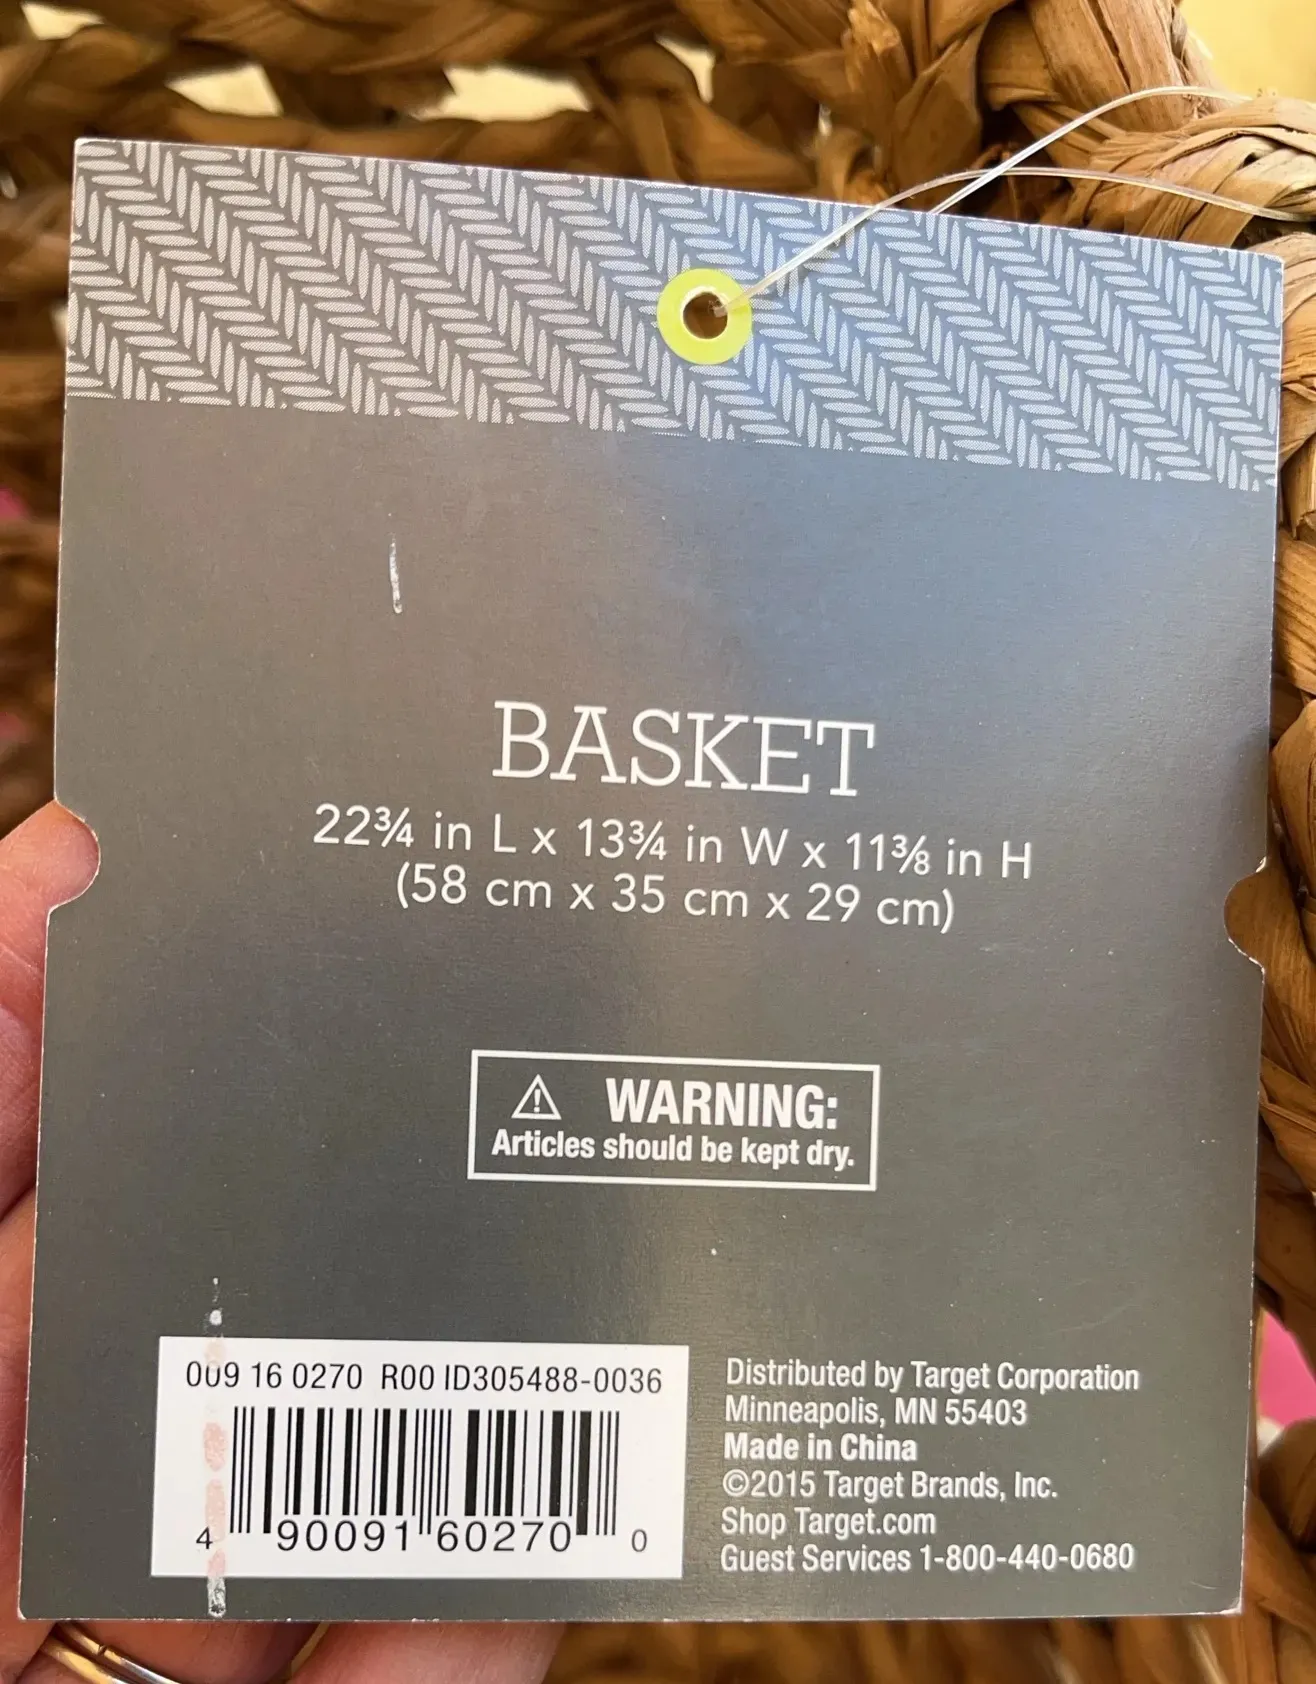 BASKET
22¾ in L x 13¾ in W x 11⅜ in H
(58 cm x 35 cm x 29 cm)
⚠ WARNING:
Articles should be kept dry.
009 16 0270 R00 ID305488-0036
4 90091 60270 0
Distributed by Target Corporation
Minneapolis, MN 55403
Made in China
©2015 Target Brands, Inc.
Shop Target.com
Guest Services 1-800-440-0680